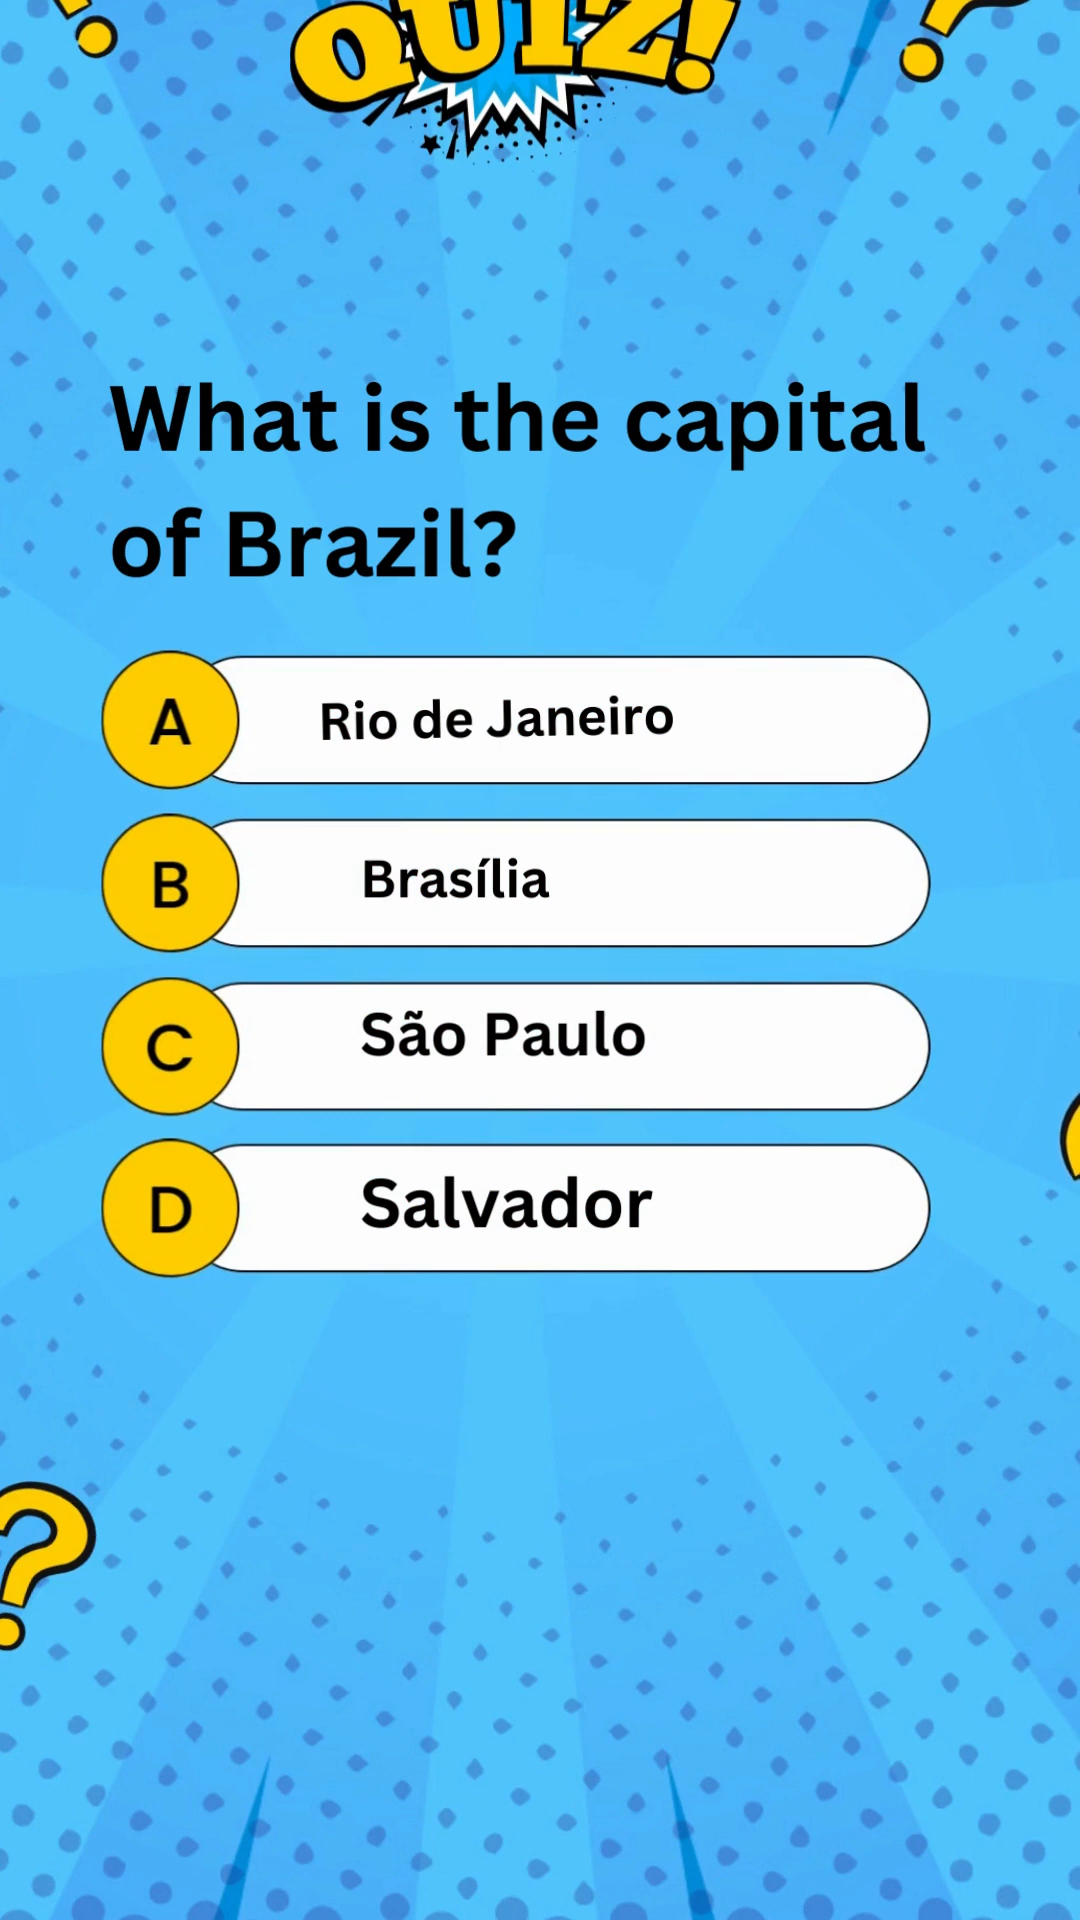 QUIZ!
What is the capital
of Brazil?
A Rio de Janeiro
B Brasília
C São Paulo
D Salvador